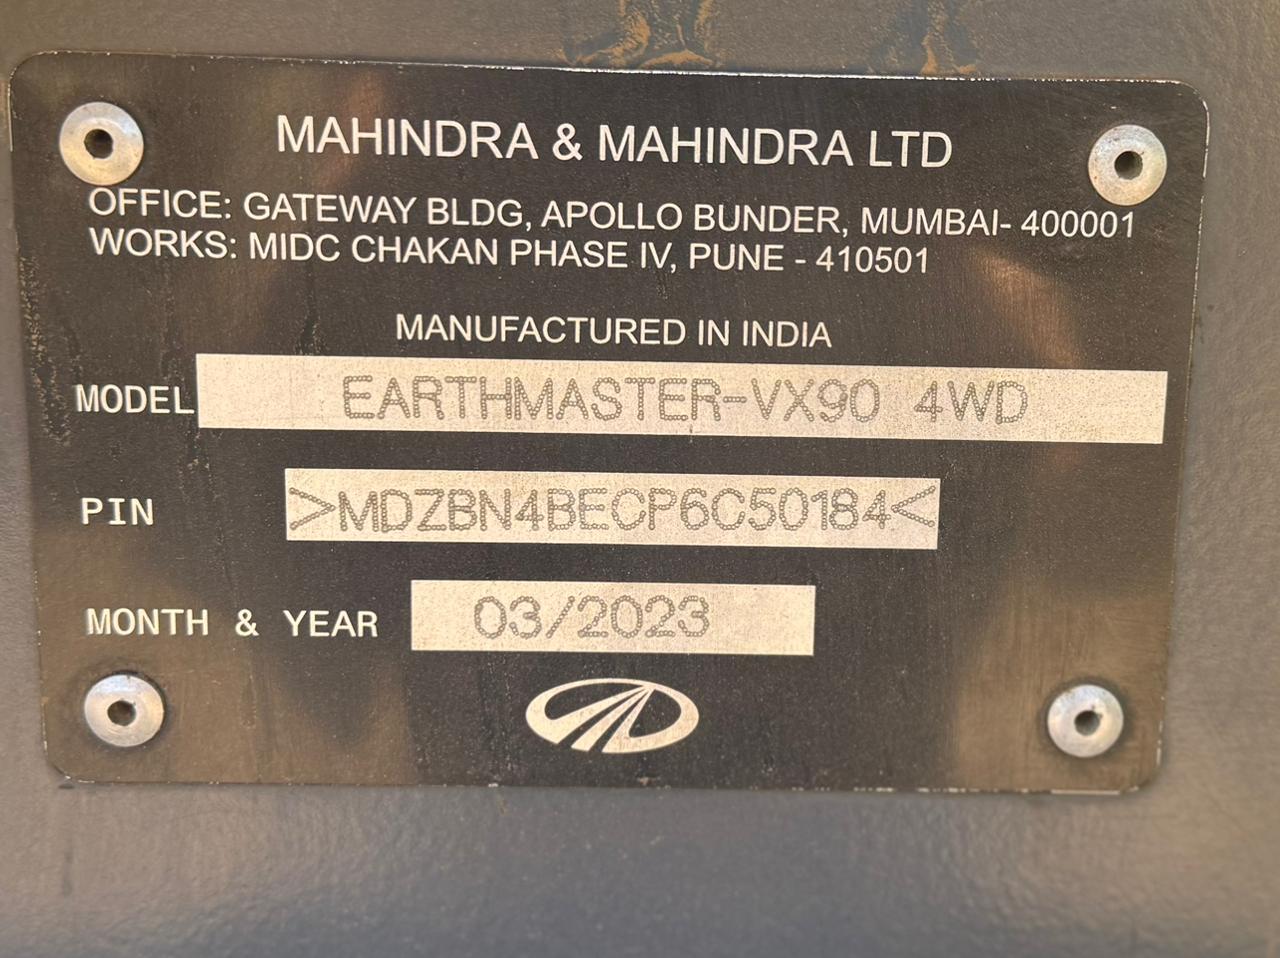 MAHINDRA & MAHINDRA LTD
OFFICE: GATEWAY BLDG, APOLLO BUNDER, MUMBAI- 400001
WORKS: MIDC CHAKAN PHASE IV, PUNE - 410501
MANUFACTURED IN INDIA
MODEL EARTHMASTER-VX90 4WD
PIN >MDZBN4BECP6C50184<
MONTH & YEAR 03/2023